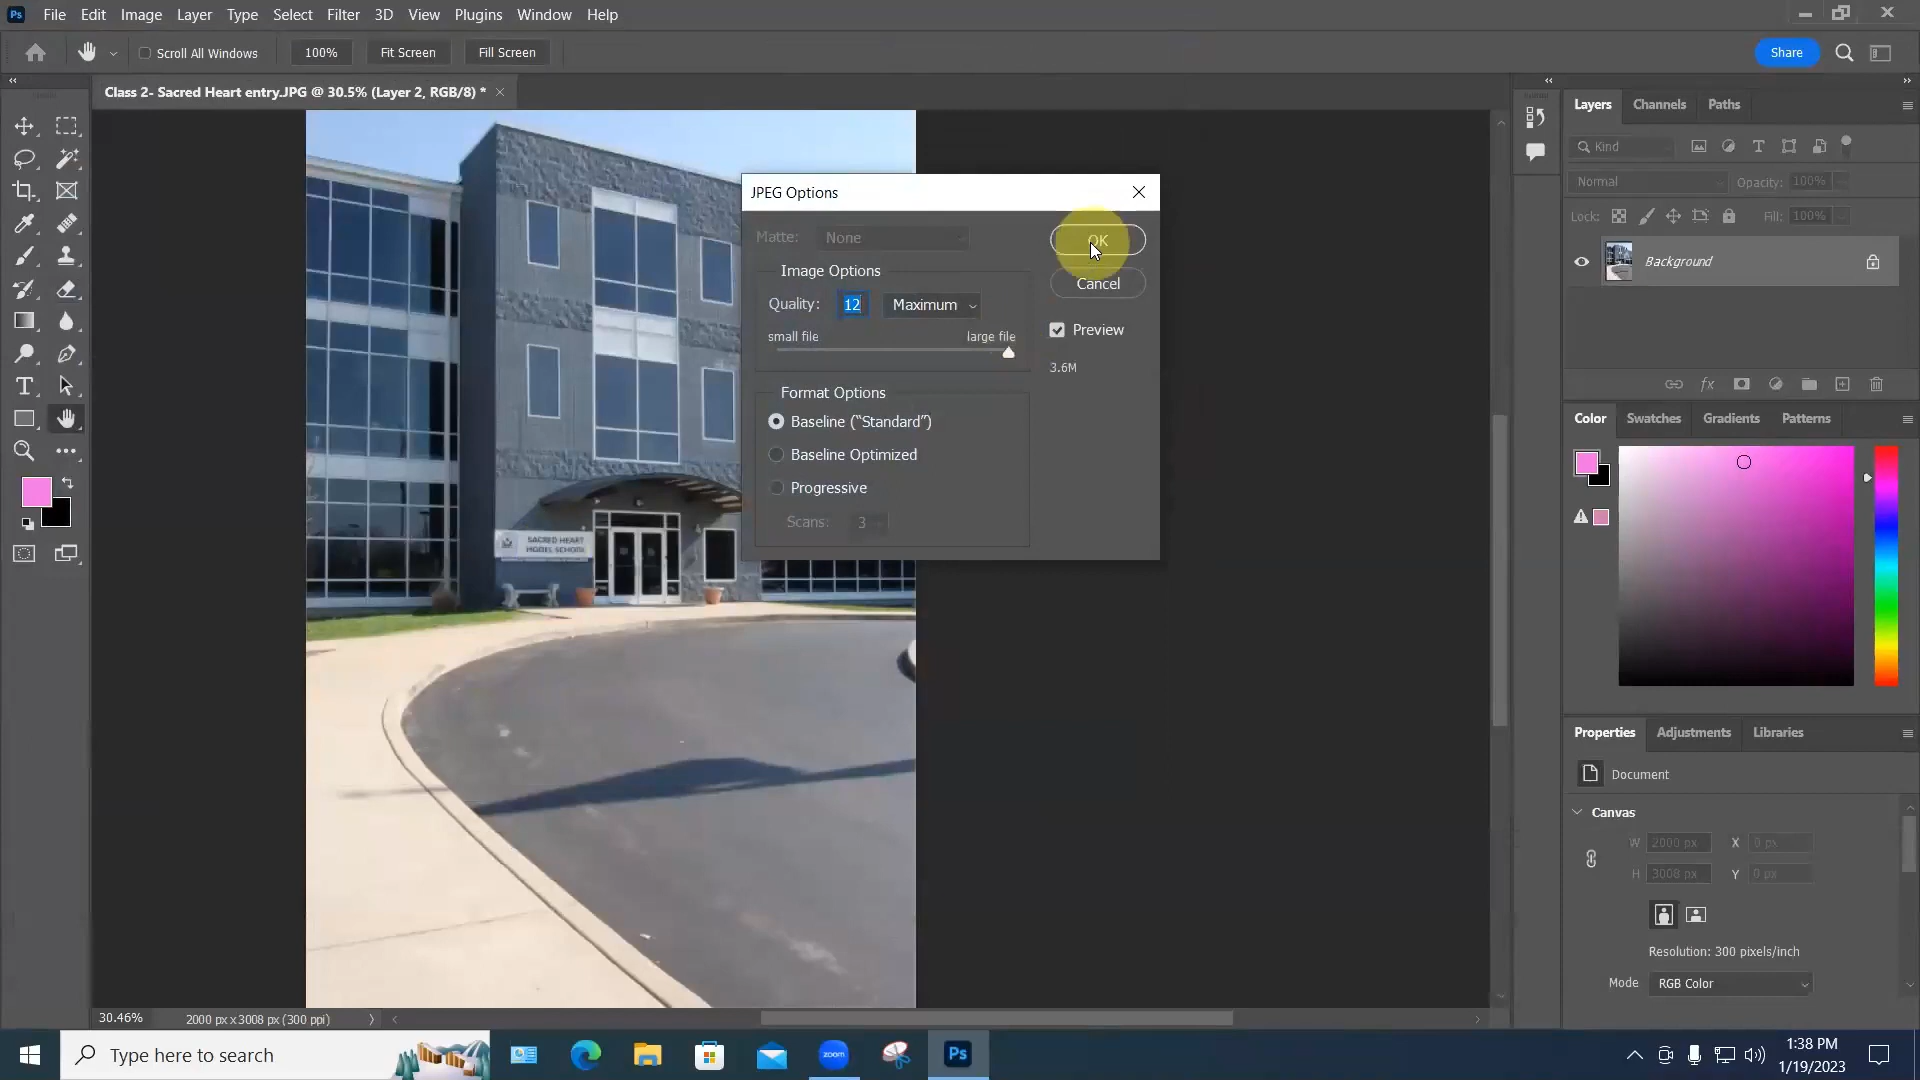 Ps File Edit Image Layer Type Select Filter 3D View Plugins Window Help
Scroll All Windows 100% Fit Screen Fill Screen Share
Class 2- Sacred Heart entry.JPG @ 30.5% (Layer 2, RGB/8) *
JPEG Options
Matte: None
OK
Cancel
Image Options
Quality: 12 Maximum
small file large file
Preview
3.6M
Format Options
Baseline (“Standard”)
Baseline Optimized
Progressive
Scans: 3
SACRED HEART
MODEL SCHOOL
Layers Channels Paths
Kind
Normal Opacity: 100%
Lock: Fill: 100%
Background
fx
Color Swatches Gradients Patterns
Properties Adjustments Libraries
Document
Canvas
W 2000 px X 0 px
H 3008 px Y 0 px
Resolution: 300 pixels/inch
Mode RGB Color
30.46% 2000 px x 3008 px (300 ppi)
Type here to search
zoom
Ps
1:38 PM
1/19/2023